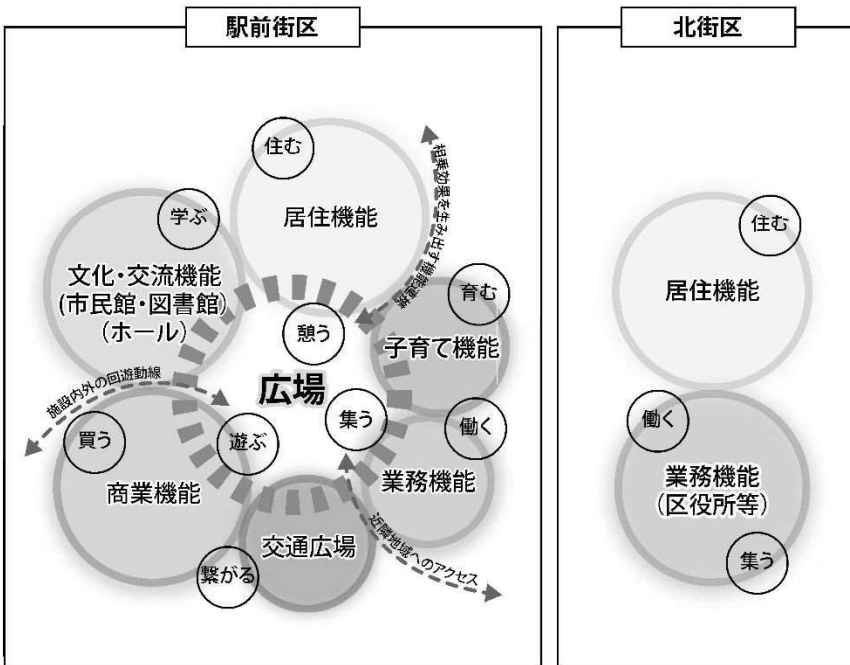 駅前街区
住む
居住機能
相乗効果を生み出す機能連携
学ぶ
文化・交流機能
(市民館・図書館)
(ホール)
育む
子育て機能
憩う
広場
集う
遊ぶ
施設内外の回遊動線
買う
商業機能
働く
業務機能
交通広場
繋がる
近隣地域へのアクセス
北街区
住む
居住機能
働く
業務機能
(区役所等)
集う